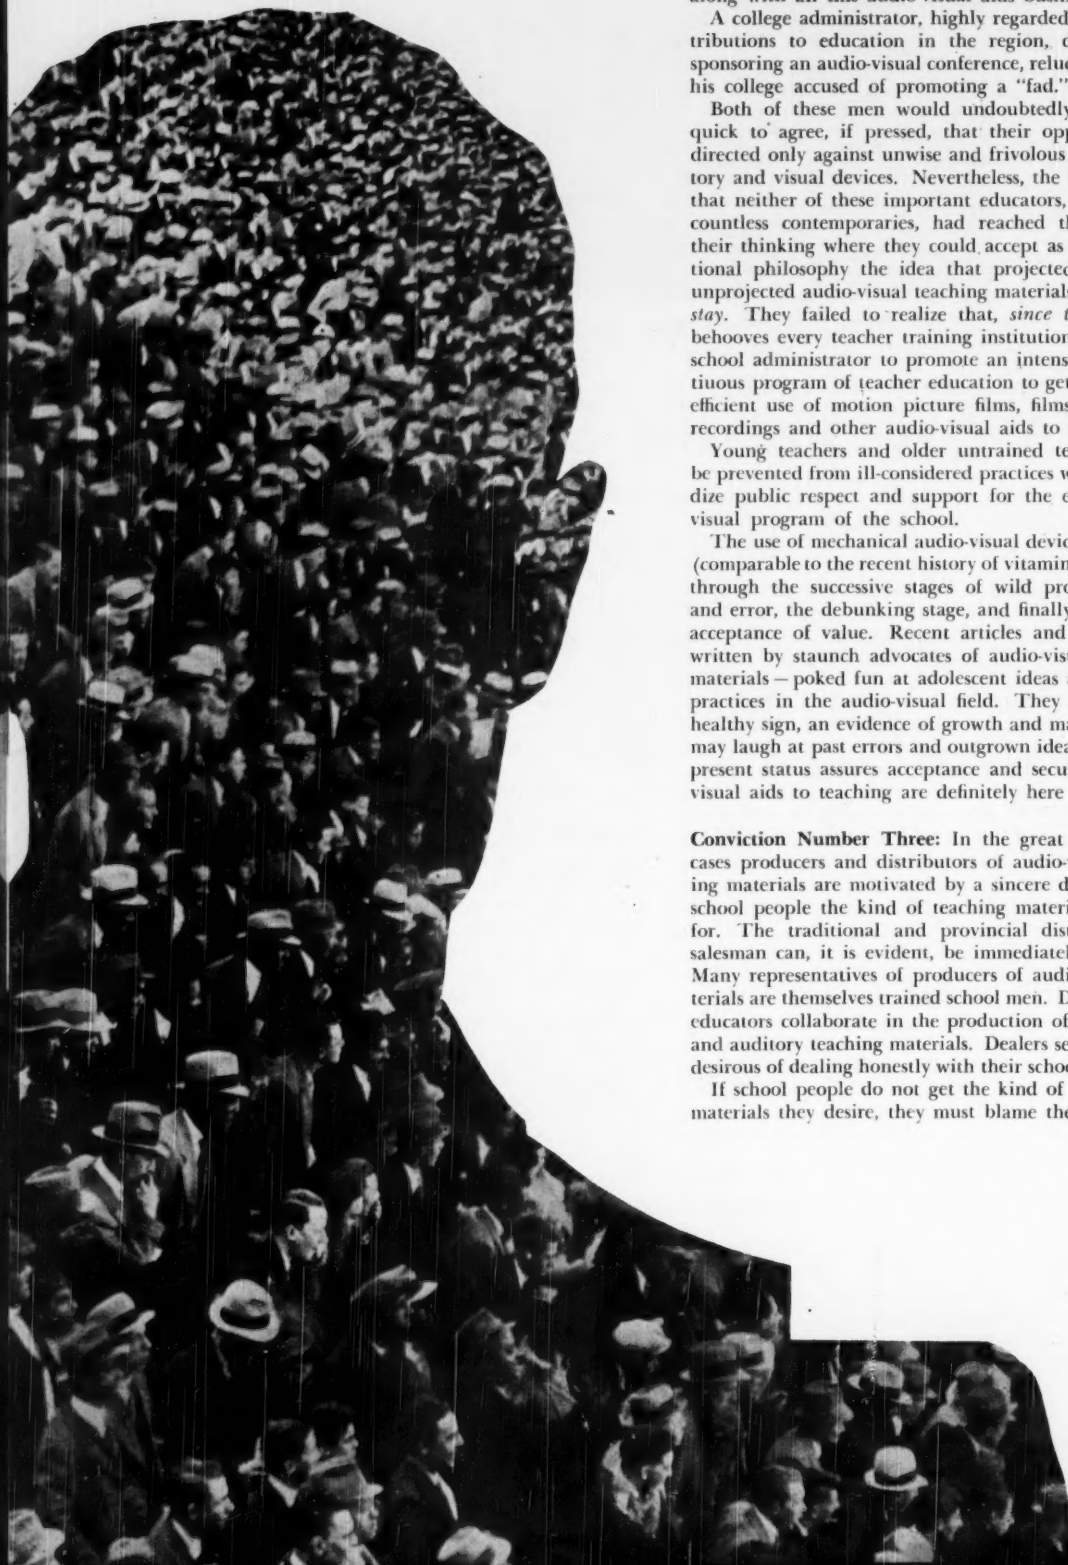 A college administrator, highly regarded
tributions to education in the region,
sponsoring an audio-visual conference, reluc
his college accused of promoting a "fad."
Both of these men would undoubtedly
quick to agree, if pressed, that their opp
directed only against unwise and frivolous
tory and visual devices. Nevertheless, the
that neither of these important educators,
countless contemporaries, had reached th
their thinking where they could accept as
tional philosophy the idea that projected
unprojected audio-visual teaching materials
stay. They failed to realize that, since t
behooves every teacher training institution
school administrator to promote an intens
tiuous program of teacher education to get
efficient use of motion picture films, films
recordings and other audio-visual aids to
Young teachers and older untrained te
be prevented from ill-considered practices w
dize public respect and support for the e
visual program of the school.
The use of mechanical audio-visual devic
(comparable to the recent history of vitamin
through the successive stages of wild pro
and error, the debunking stage, and finally
acceptance of value. Recent articles and
written by staunch advocates of audio-visu
materials — poked fun at adolescent ideas
practices in the audio-visual field. They
healthy sign, an evidence of growth and ma
may laugh at past errors and outgrown idea
present status assures acceptance and secu
visual aids to teaching are definitely here
Conviction Number Three: In the great
cases producers and distributors of audio-
ing materials are motivated by a sincere d
school people the kind of teaching materi
for. The traditional and provincial dist
salesman can, it is evident, be immediatel
Many representatives of producers of audi
terials are themselves trained school men. D
educators collaborate in the production of
and auditory teaching materials. Dealers se
desirous of dealing honestly with their schoo
If school people do not get the kind of
materials they desire, they must blame the